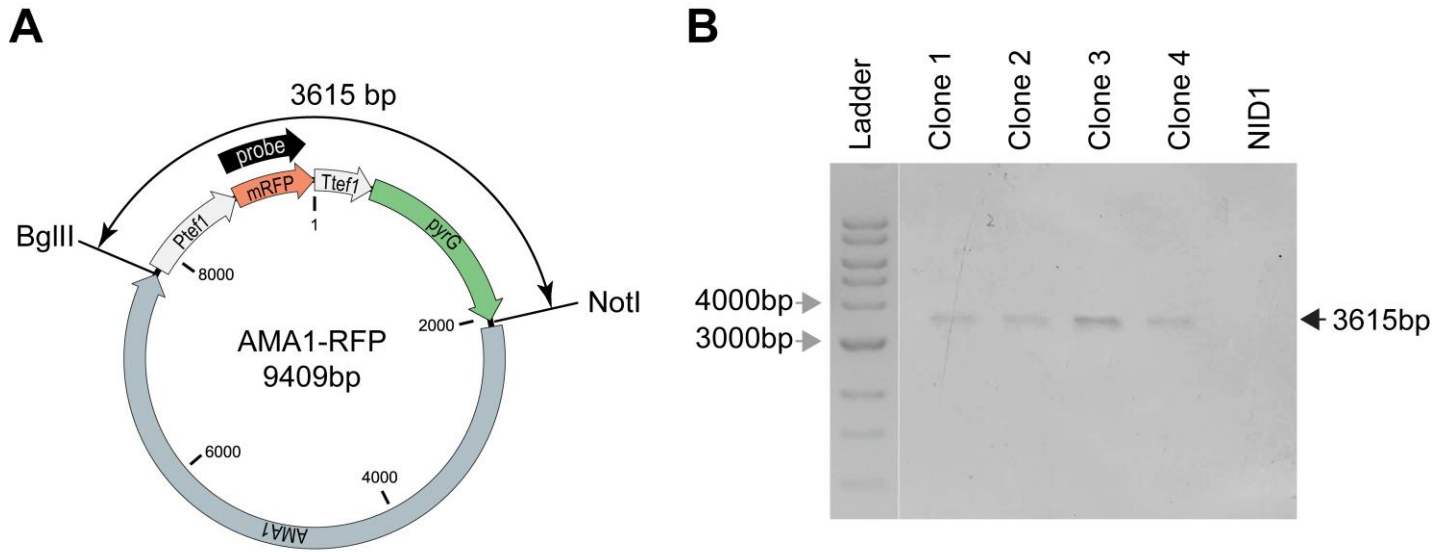 A
3615 bp
probe
mRFP
Ttef1
Ptef1
pyrG
1
BglII
8000
NotI
2000
AMA1-RFP
9409bp
6000
4000
AMA1
B
Ladder
Clone 1
Clone 2
Clone 3
Clone 4
NID1
4000bp
3000bp
3615bp